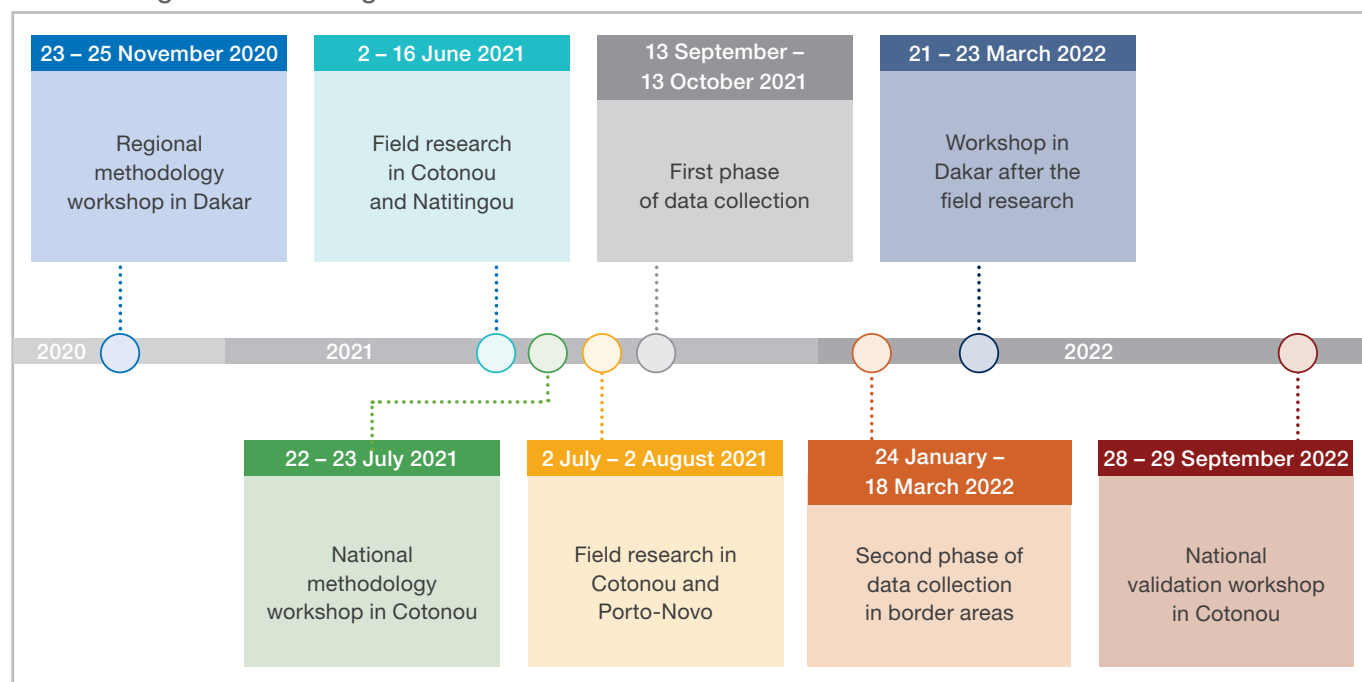 23 – 25 November 2020
Regional
methodology
workshop in Dakar
2 – 16 June 2021
Field research
in Cotonou
and Natitingou
13 September –
13 October 2021
First phase
of data collection
21 – 23 March 2022
Workshop in
Dakar after the
field research
2020
2021
2022
22 – 23 July 2021
National
methodology
workshop in Cotonou
2 July – 2 August 2021
Field research in
Cotonou and
Porto-Novo
24 January –
18 March 2022
Second phase of
data collection
in border areas
28 – 29 September 2022
National
validation workshop
in Cotonou